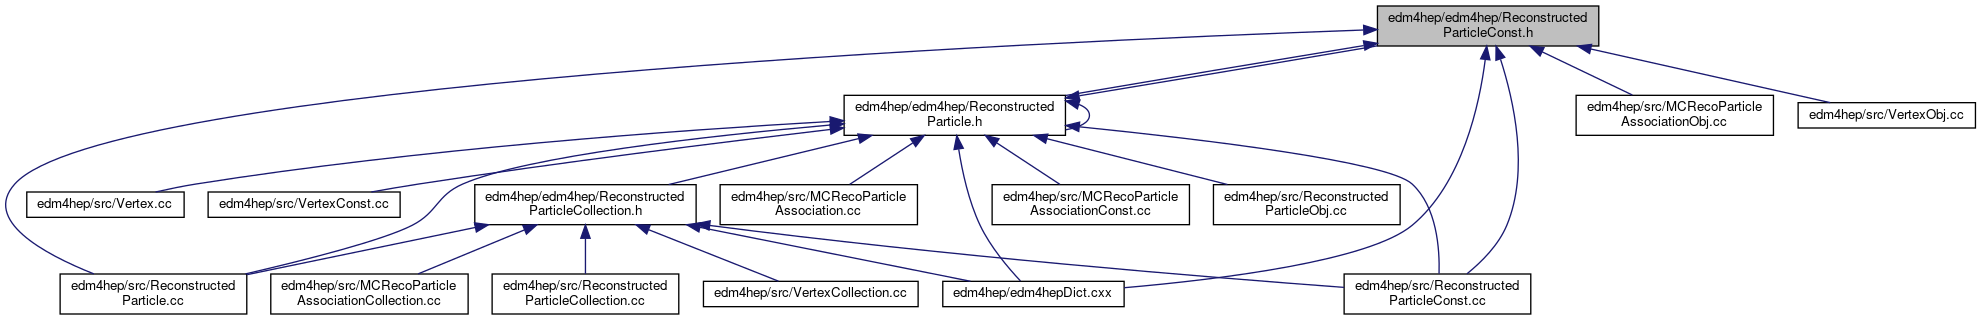 edm4hep/edm4hep/Reconstructed
ParticleConst.h
edm4hep/edm4hep/Reconstructed
Particle.h
edm4hep/src/MCRecoParticle
AssociationObj.cc
edm4hep/src/VertexObj.cc
edm4hep/src/Vertex.cc
edm4hep/src/VertexConst.cc
edm4hep/edm4hep/Reconstructed
ParticleCollection.h
edm4hep/src/MCRecoParticle
Association.cc
edm4hep/src/MCRecoParticle
AssociationConst.cc
edm4hep/src/Reconstructed
ParticleObj.cc
edm4hep/src/Reconstructed
Particle.cc
edm4hep/src/MCRecoParticle
AssociationCollection.cc
edm4hep/src/Reconstructed
ParticleCollection.cc
edm4hep/src/VertexCollection.cc
edm4hep/edm4hepDict.cxx
edm4hep/src/Reconstructed
ParticleConst.cc